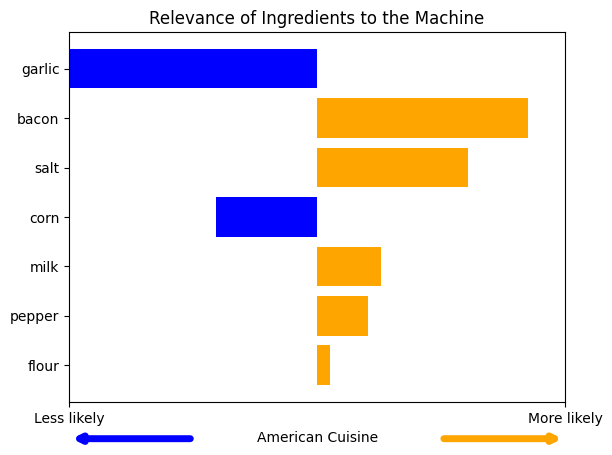 Relevance of Ingredients to the Machine
garlic
bacon
salt
corn
milk
pepper
flour
Less likely
More likely
American Cuisine